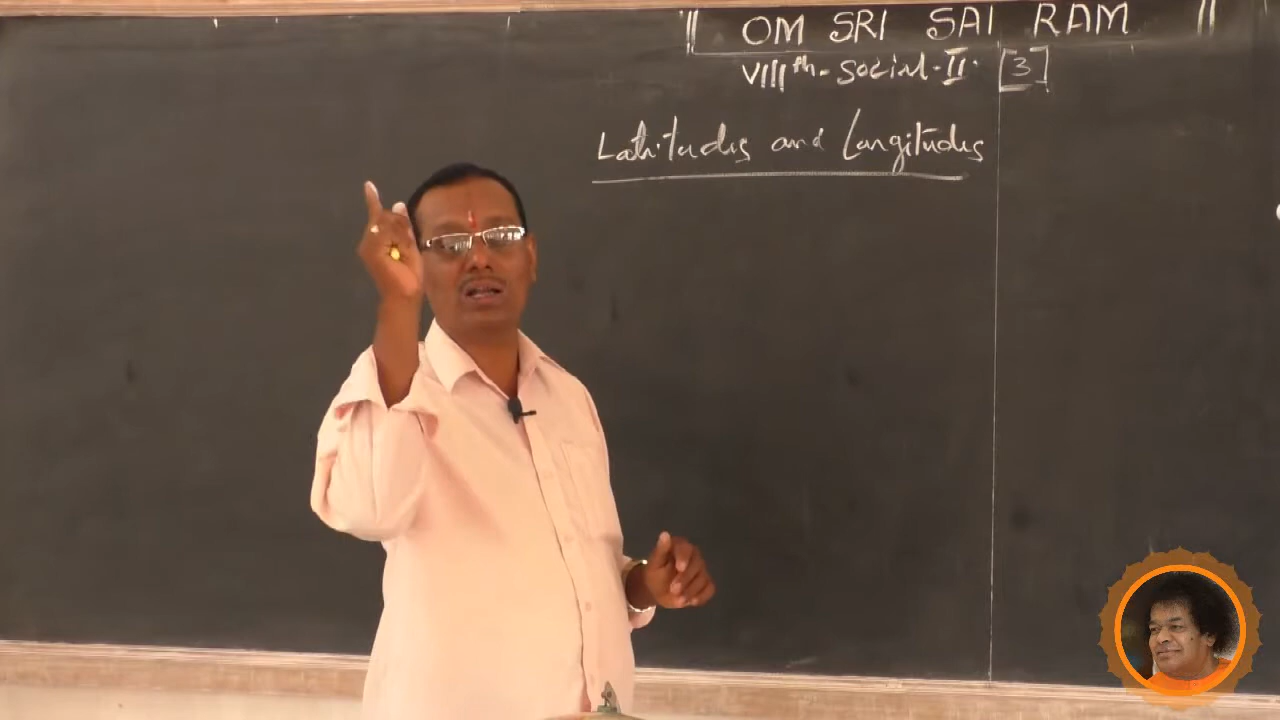 || OM SRI SAI RAM ||
VIIIth - Social - II. [3]
Latitudes and Longitudes